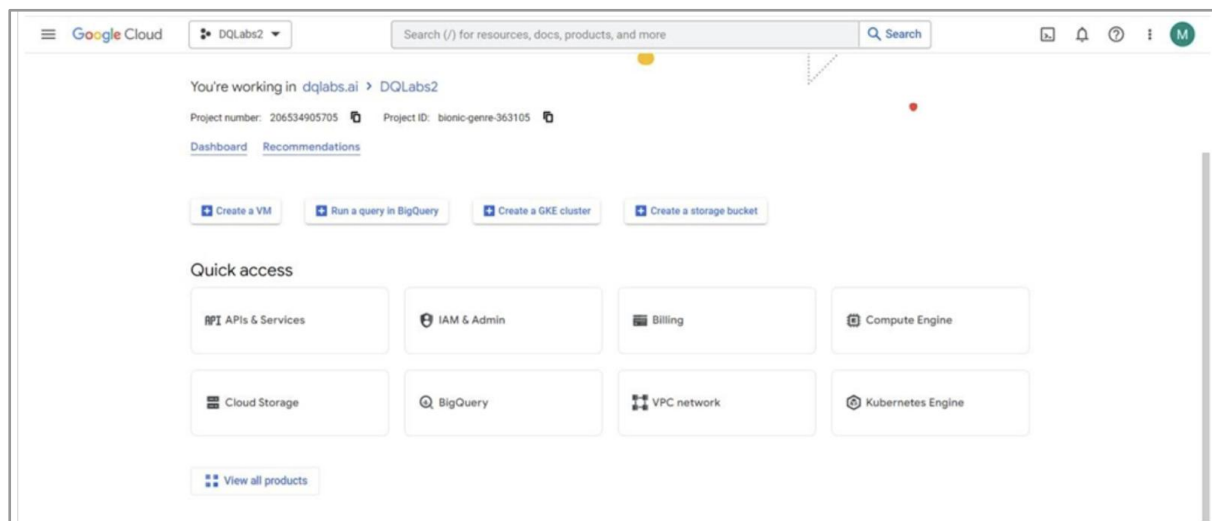 Google Cloud DQLabs2 Search (/) for resources, docs, products, and more Search M
You're working in dqlabs.ai > DQLabs2
Project number: 206534905705 Project ID: bionic-genre-363105
Dashboard Recommendations
Create a VM Run a query in BigQuery Create a GKE cluster Create a storage bucket
Quick access
API APIs & Services IAM & Admin Billing Compute Engine
Cloud Storage BigQuery VPC network Kubernetes Engine
View all products